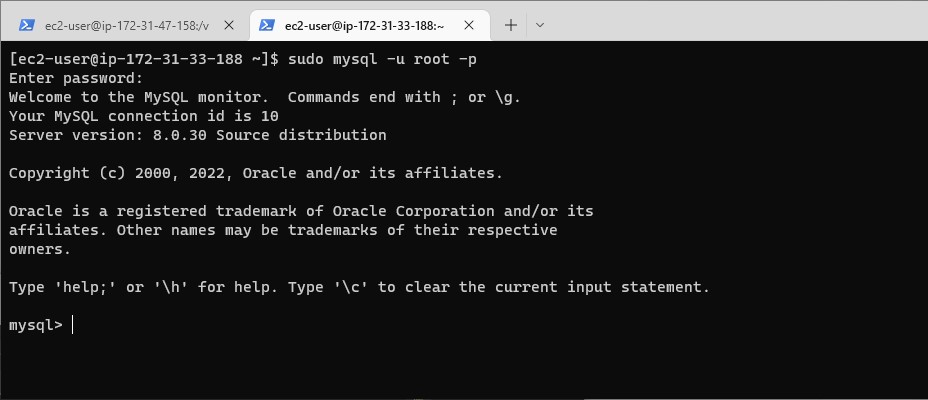 ec2-user@ip-172-31-47-158:/v
ec2-user@ip-172-31-33-188:~
[ec2-user@ip-172-31-33-188 ~]$ sudo mysql -u root -p
Enter password:
Welcome to the MySQL monitor.  Commands end with ; or \g.
Your MySQL connection id is 10
Server version: 8.0.30 Source distribution
Copyright (c) 2000, 2022, Oracle and/or its affiliates.
Oracle is a registered trademark of Oracle Corporation and/or its
affiliates. Other names may be trademarks of their respective
owners.
Type 'help;' or '\h' for help. Type '\c' to clear the current input statement.
mysql>